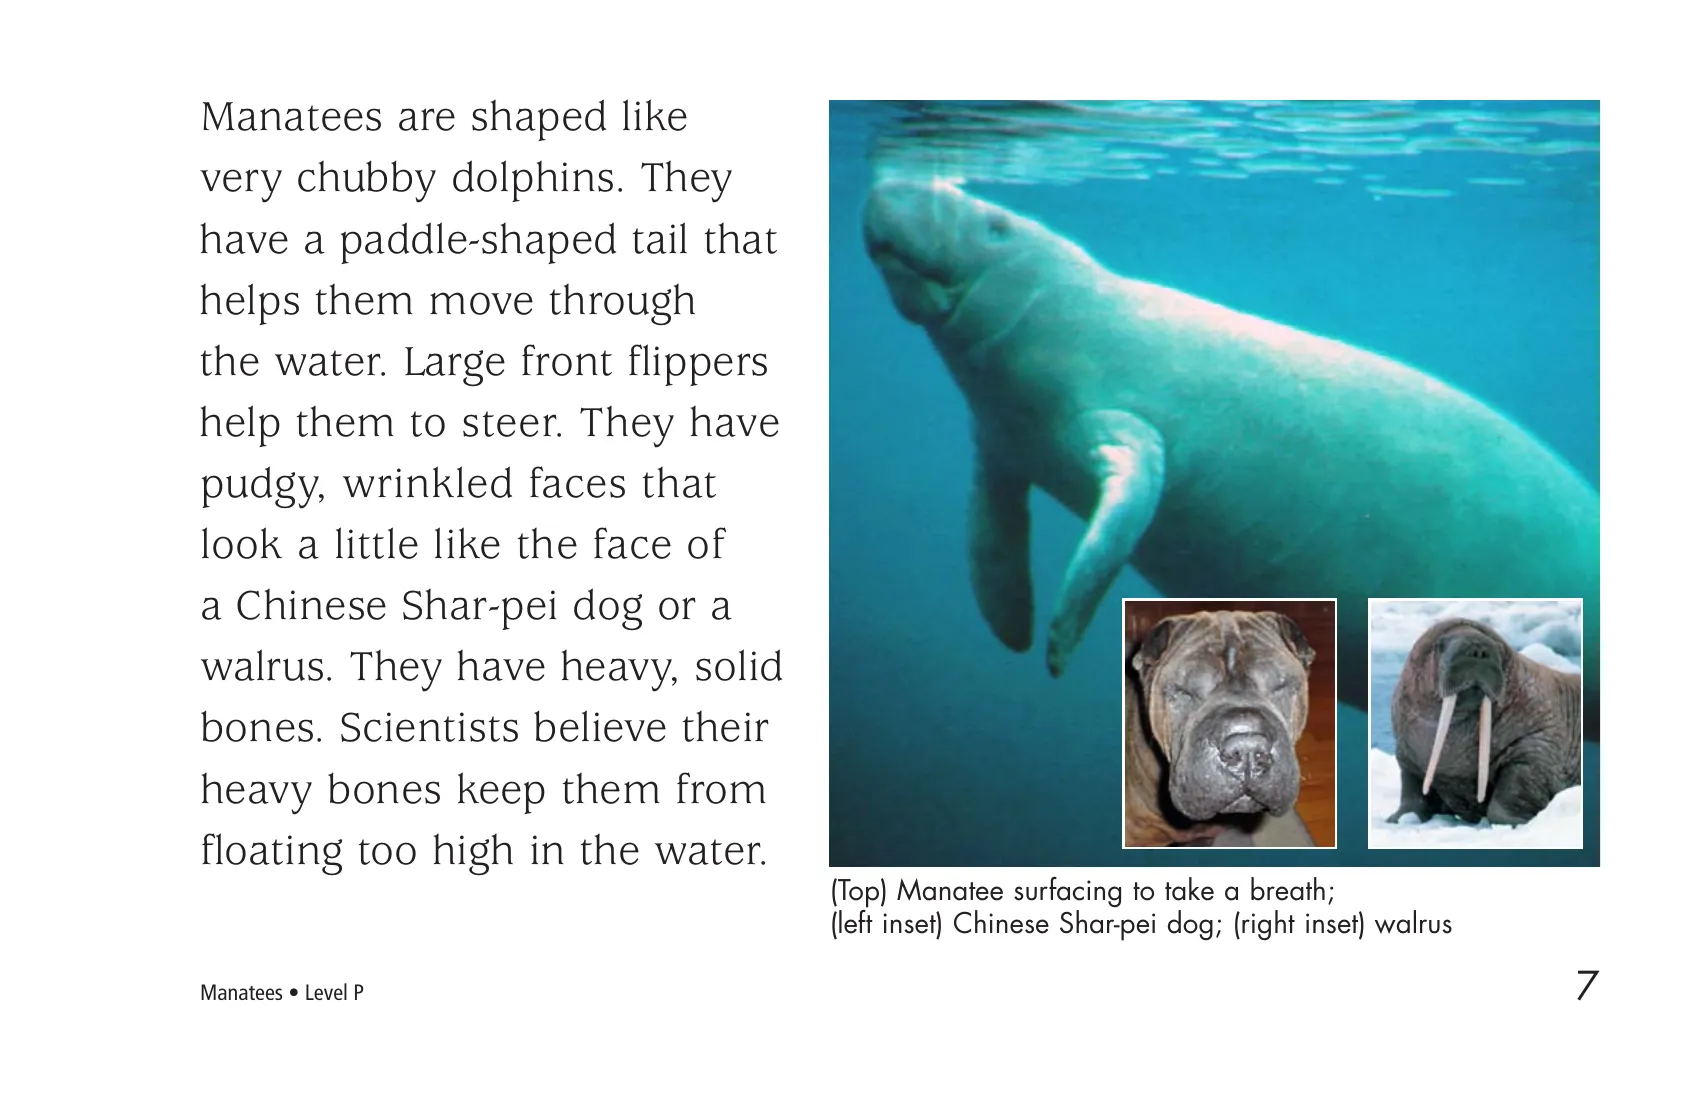 Manatees are shaped like
very chubby dolphins. They
have a paddle-shaped tail that
helps them move through
the water. Large front flippers
help them to steer. They have
pudgy, wrinkled faces that
look a little like the face of
a Chinese Shar-pei dog or a
walrus. They have heavy, solid
bones. Scientists believe their
heavy bones keep them from
floating too high in the water.
(Top) Manatee surfacing to take a breath;
(left inset) Chinese Shar-pei dog; (right inset) walrus
Manatees • Level P
7